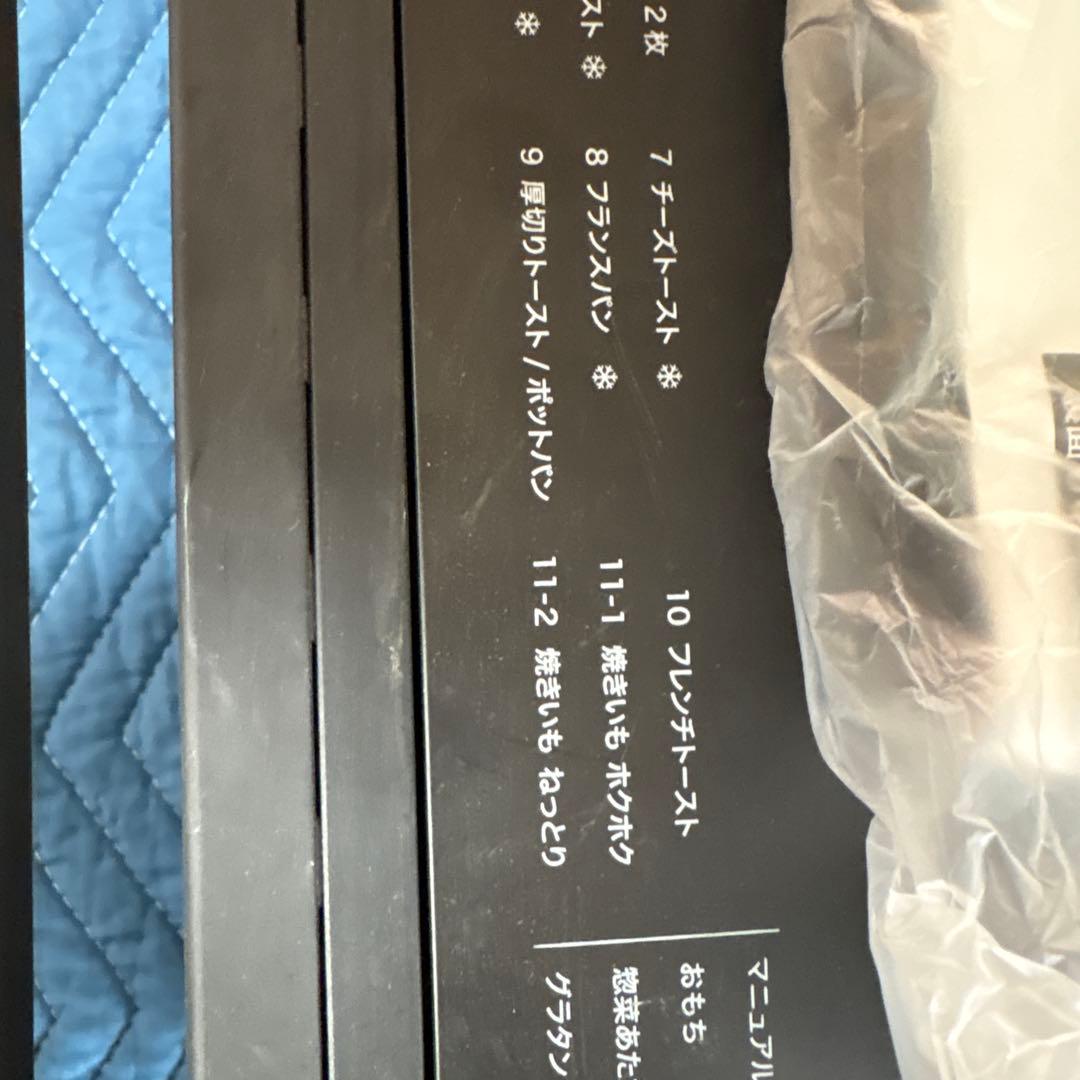 2枚
スト ❄
❄
7 チーズトースト ❄
8 フランスパン ❄
9 厚切りトースト / ポットパン
10 フレンチトースト
11-1 焼きいも ホクホク
11-2 焼きいも ねっとり
マニュアル
おもち
惣菜あたた
グラタン
面